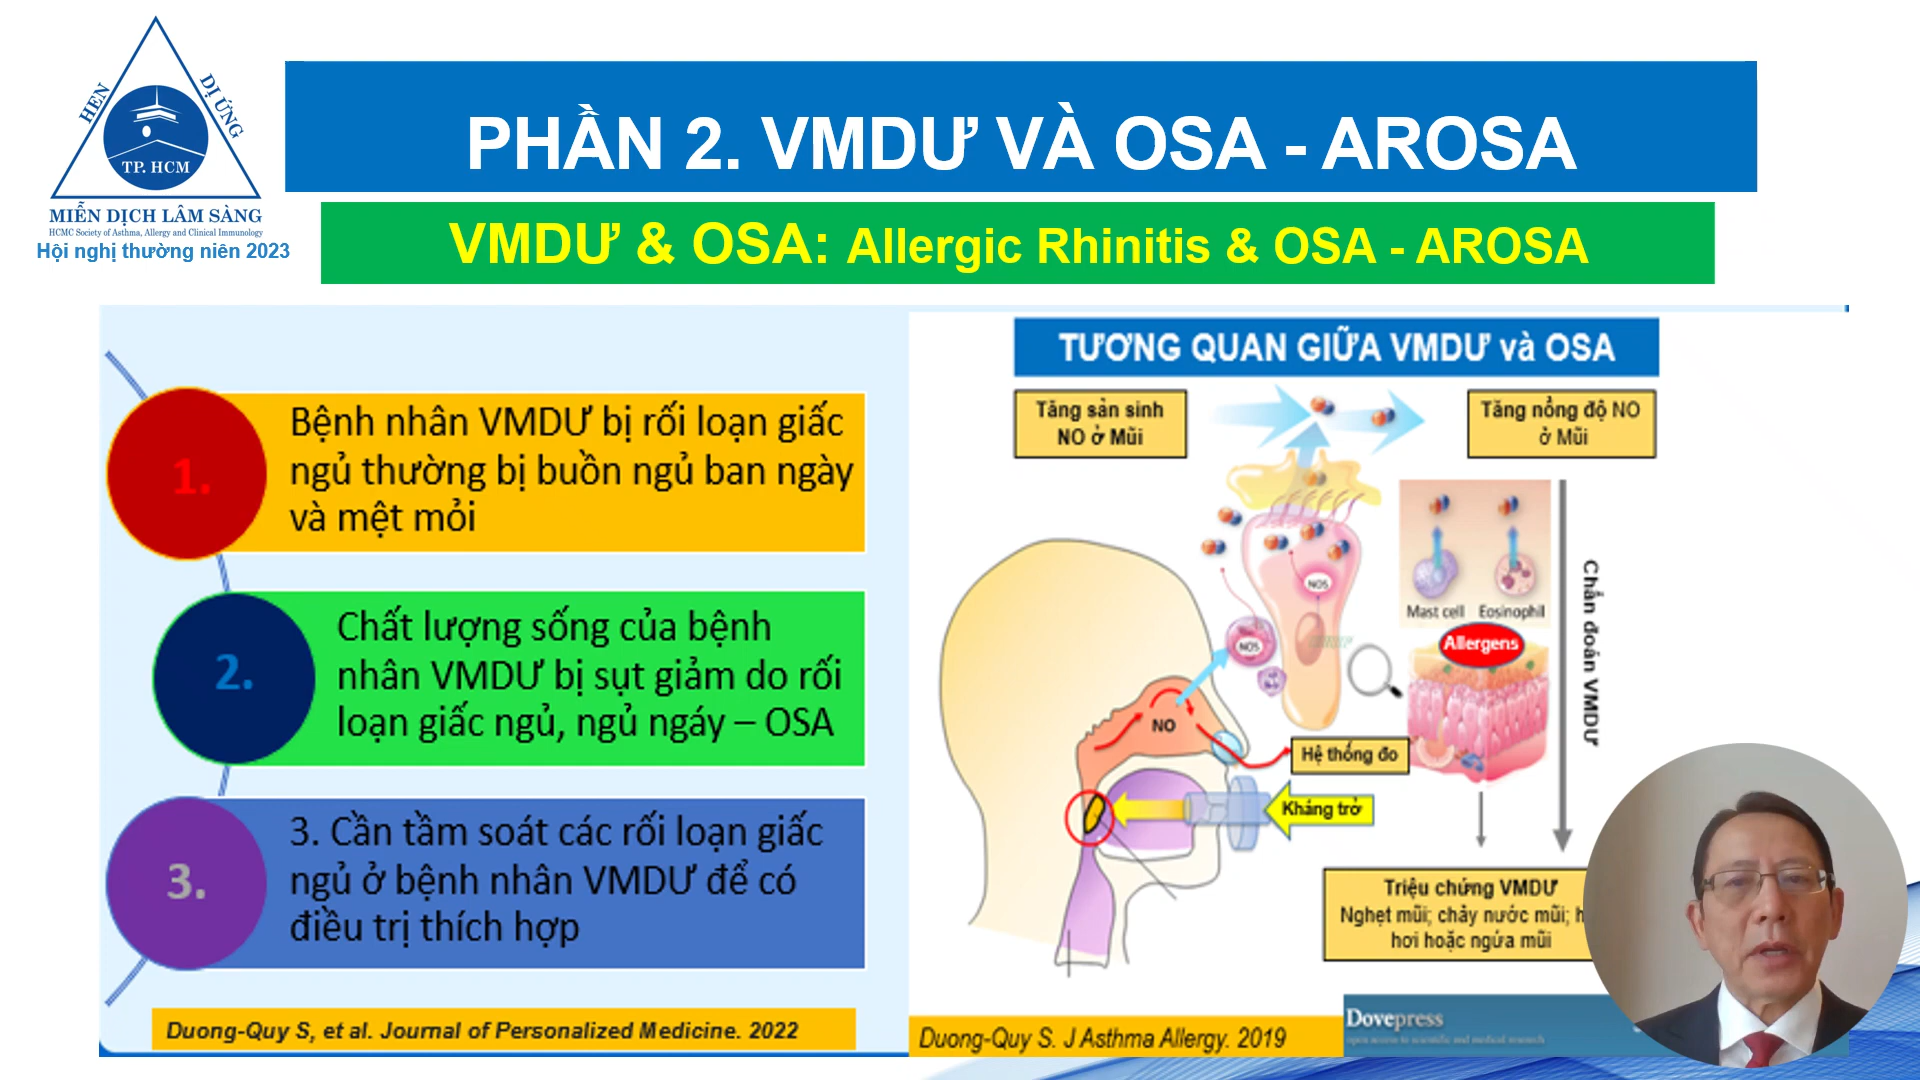 HEN
DỊ ỨNG
TP. HCM
MIỄN DỊCH LÂM SÀNG
HCMC Society of Asthma, Allergy and Clinical Immunology
Hội nghị thường niên 2023
PHẦN 2. VMDƯ VÀ OSA - AROSA
VMDƯ & OSA: Allergic Rhinitis & OSA - AROSA
1.
Bệnh nhân VMDƯ bị rối loạn giấc
ngủ thường bị buồn ngủ ban ngày
và mệt mỏi
2.
Chất lượng sống của bệnh
nhân VMDƯ bị sụt giảm do rối
loạn giấc ngủ, ngủ ngáy – OSA
3.
3. Cần tầm soát các rối loạn giấc
ngủ ở bệnh nhân VMDƯ để có
điều trị thích hợp
Duong-Quy S, et al. Journal of Personalized Medicine. 2022
TƯƠNG QUAN GIỮA VMDƯ và OSA
Tăng sản sinh
NO ở Mũi
Tăng nồng độ NO
ở Mũi
NOS
NOS
Mast cell Eosinophil
Allergens
Chẩn đoán VMDƯ
NO
Hệ thống đo
Kháng trở
Triệu chứng VMDƯ
Nghẹt mũi; chảy nước mũi;
hơi hoặc ngứa mũi
Duong-Quy S. J Asthma Allergy. 2019
Dovepress
open access to scientific and medical research